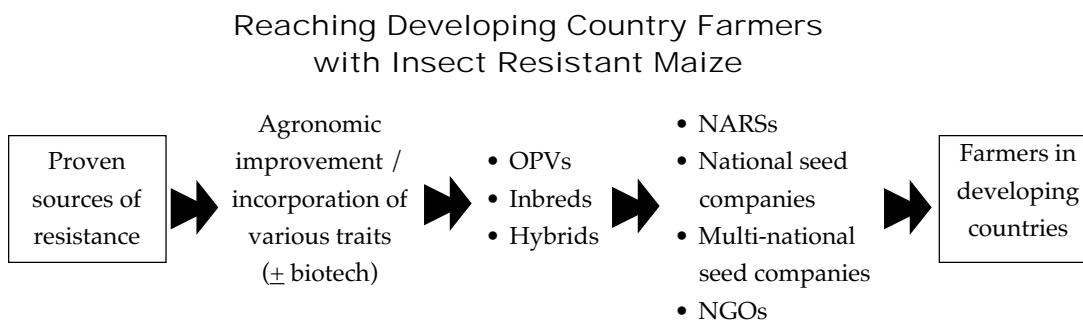 Reaching Developing Country Farmers
with Insect Resistant Maize
Proven
sources of
resistance
Agronomic
improvement /
incorporation of
various traits
(± biotech)
• OPVs
• Inbreds
• Hybrids
• NARSs
• National seed
companies
• Multi-national
seed companies
• NGOs
Farmers in
developing
countries